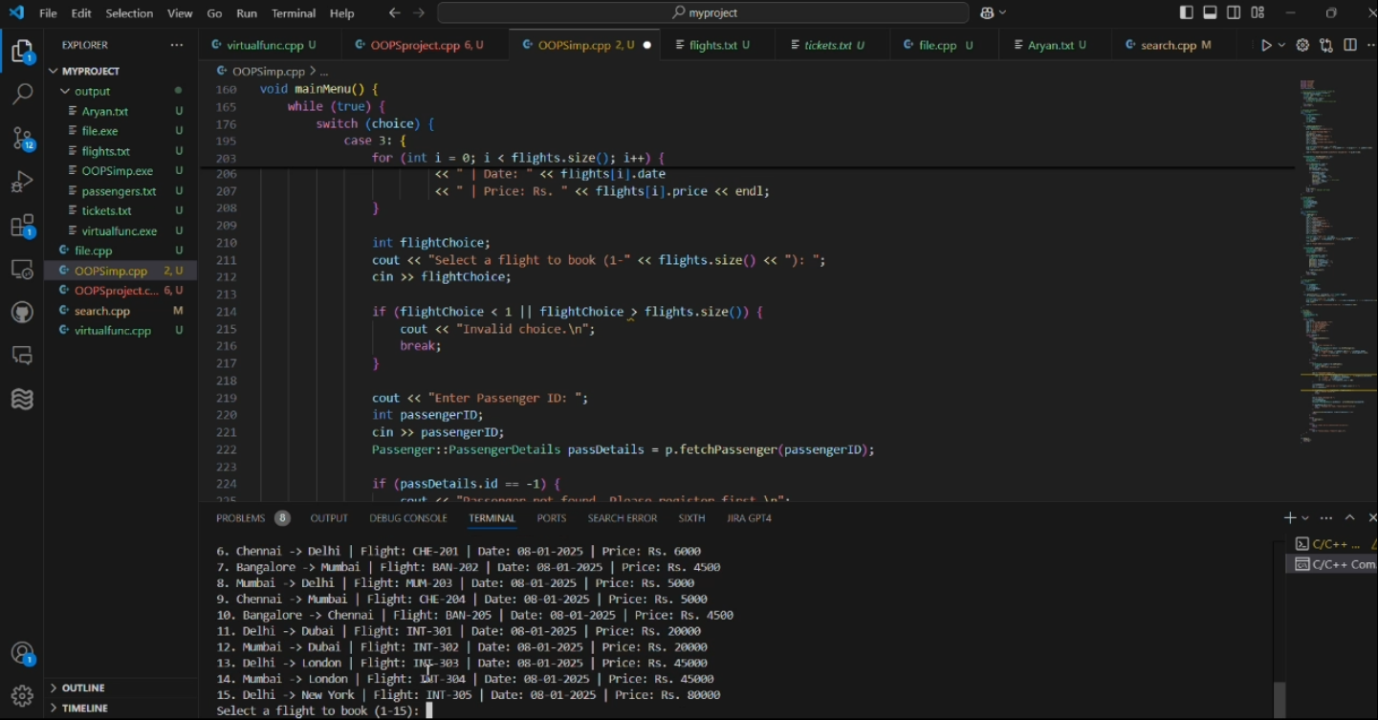 File Edit Selection View Go Run Terminal Help
myproject
EXPLORER
virtualfunc.cpp U
OOPSproject.cpp 6, U
OOPSimp.cpp 2, U
flights.txt U
tickets.txt U
file.cpp U
Aryan.txt U
search.cpp M
MYPROJECT
output
Aryan.txt U
file.exe U
flights.txt U
OOPSimp.exe U
passengers.txt U
tickets.txt U
virtualfunc.exe U
file.cpp U
OOPSimp.cpp 2, U
OOPSproject.c... 6, U
search.cpp M
virtualfunc.cpp U
OUTLINE
TIMELINE
1
12
1
1
OOPSimp.cpp > ...
160 void mainMenu() {
165 while (true) {
176 switch (choice) {
195 case 3: {
203 for (int i = 0; i < flights.size(); i++) {
206 << " | Date: " << flights[i].date
207 << " | Price: Rs. " << flights[i].price << endl;
208 }
209
210 int flightChoice;
211 cout << "Select a flight to book (1-" << flights.size() << "): ";
212 cin >> flightChoice;
213
214 if (flightChoice < 1 || flightChoice > flights.size()) {
215 cout << "Invalid choice.\n";
216 break;
217 }
218
219 cout << "Enter Passenger ID: ";
220 int passengerID;
221 cin >> passengerID;
222 Passenger::PassengerDetails passDetails = p.fetchPassenger(passengerID);
223
224 if (passDetails.id == -1) {
225 cout << "Passenger not found. Please register first.\n";
PROBLEMS 8 OUTPUT DEBUG CONSOLE TERMINAL PORTS SEARCH ERROR SIXTH JIRA GPT4
C/C++ ...
C/C++ Com...
6. Chennai -> Delhi | Flight: CHE-201 | Date: 08-01-2025 | Price: Rs. 6000
7. Bangalore -> Mumbai | Flight: BAN-202 | Date: 08-01-2025 | Price: Rs. 4500
8. Mumbai -> Delhi | Flight: MUM-203 | Date: 08-01-2025 | Price: Rs. 5000
9. Chennai -> Mumbai | Flight: CHE-204 | Date: 08-01-2025 | Price: Rs. 5000
10. Bangalore -> Chennai | Flight: BAN-205 | Date: 08-01-2025 | Price: Rs. 4500
11. Delhi -> Dubai | Flight: INT-301 | Date: 08-01-2025 | Price: Rs. 20000
12. Mumbai -> Dubai | Flight: INT-302 | Date: 08-01-2025 | Price: Rs. 20000
13. Delhi -> London | Flight: INT-303 | Date: 08-01-2025 | Price: Rs. 45000
14. Mumbai -> London | Flight: INT-304 | Date: 08-01-2025 | Price: Rs. 45000
15. Delhi -> New York | Flight: INT-305 | Date: 08-01-2025 | Price: Rs. 80000
Select a flight to book (1-15):